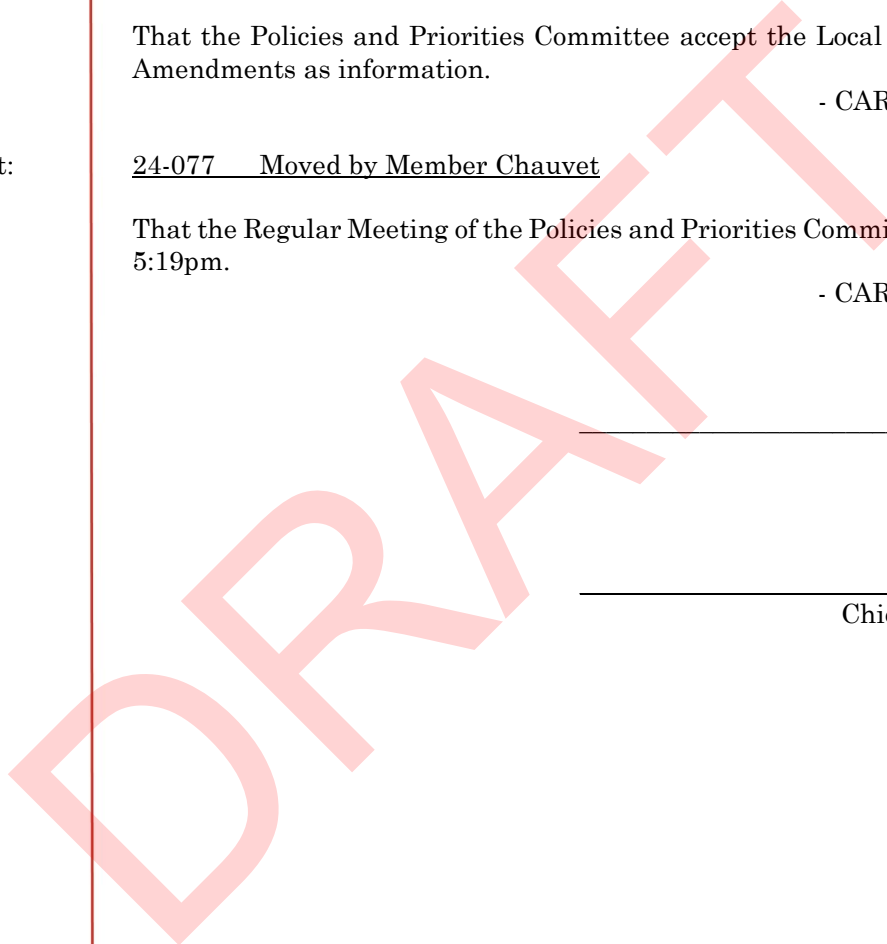 That the Policies and Priorities Committee accept the Local
Amendments as information.
- CAR
t:
24-077 Moved by Member Chauvet
That the Regular Meeting of the Policies and Priorities Commi
5:19pm.
- CAR
Chi
DRAFT